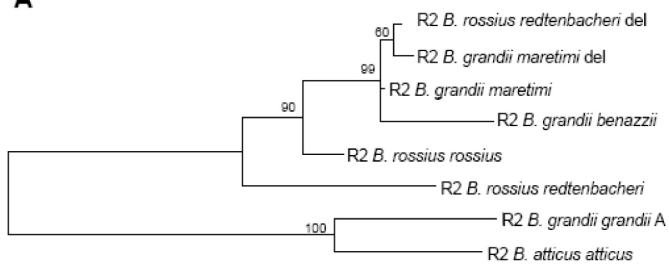 A
R2 B. rossius redtenbacheri del
60
R2 B. grandii maretimi del
99
R2 B. grandii maretimi
90
R2 B. grandii benazzii
R2 B. rossius rossius
R2 B. rossius redtenbacheri
R2 B. grandii grandii A
100
R2 B. atticus atticus